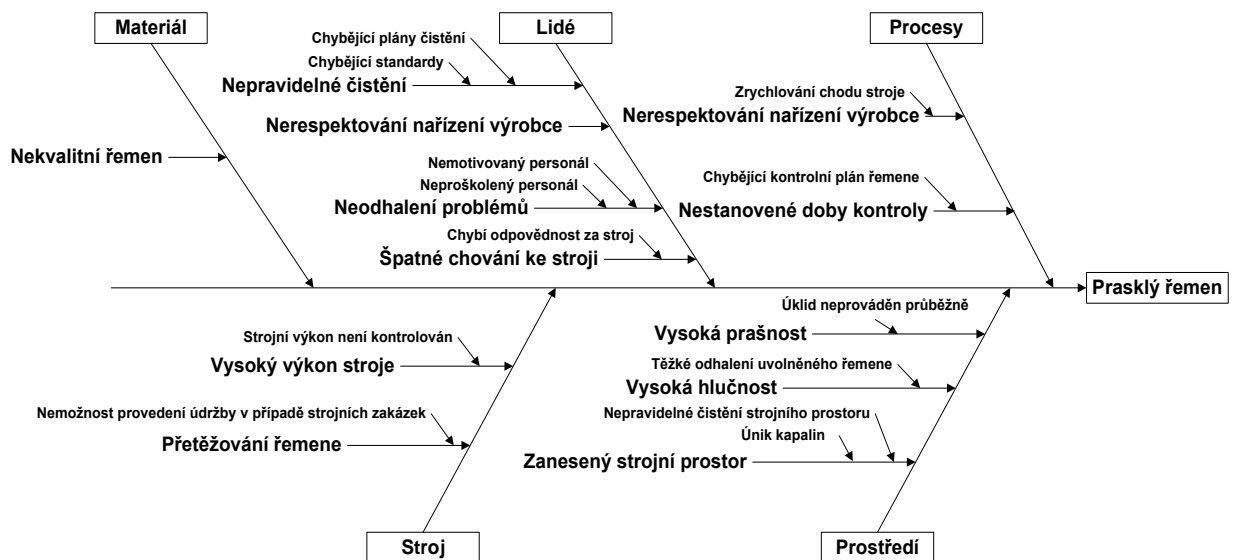 Materiál
Lidé
Procesy
Chybějící plány čistění
Chybějící standardy
Nepravidelné čistění
Nerespektování nařízení výrobce
Nemotivovaný personál
Neproškolený personál
Neodhalení problémů
Chybí odpovědnost za stroj
Špatné chování ke stroji
Nekvalitní řemen
Zrychlování chodu stroje
Nerespektování nařízení výrobce
Chybějící kontrolní plán řemene
Nestanovené doby kontroly
Prasklý řemen
Strojní výkon není kontrolován
Vysoký výkon stroje
Nemožnost provedení údržby v případě strojních zakázek
Přetěžování řemene
Úklid neprováděn průběžně
Vysoká prašnost
Těžké odhalení uvolněného řemene
Vysoká hlučnost
Nepravidelné čistění strojního prostoru
Únik kapalin
Zanesený strojní prostor
Stroj
Prostředí